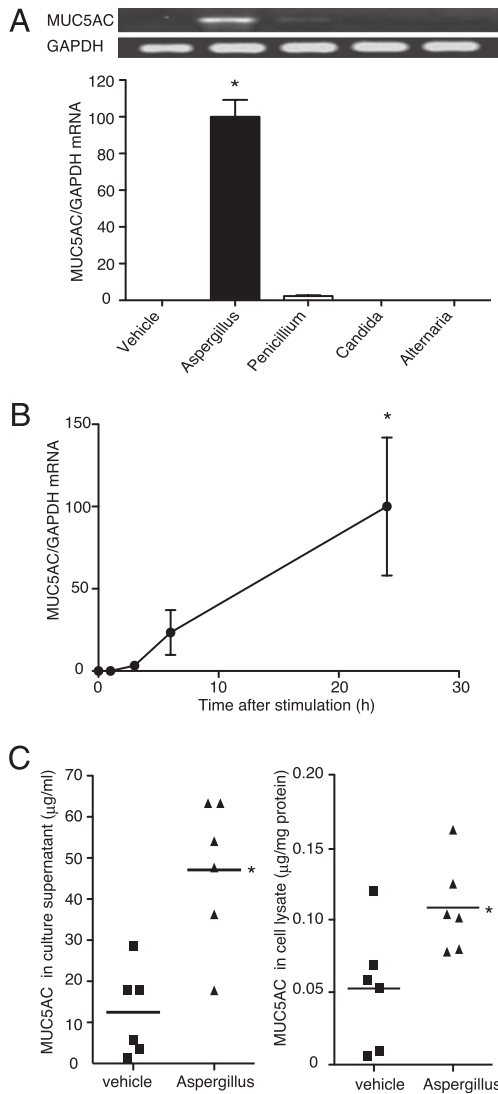 A
MUC5AC
GAPDH
MUC5AC/GAPDH mRNA
120
100
80
60
40
20
0
*
Vehicle
Aspergillus
Penicillium
Candida
Alternaria
B
MUC5AC/GAPDH mRNA
150
100
50
0
*
0 10 20 30
Time after stimulation (h)
C
MUC5AC in culture supernatant (μg/ml)
70
60
50
40
30
20
10
0
*
vehicle Aspergillus
MUC5AC in cell lysate (μg/mg protein)
0.20
0.15
0.10
0.05
0
*
vehicle Aspergillus